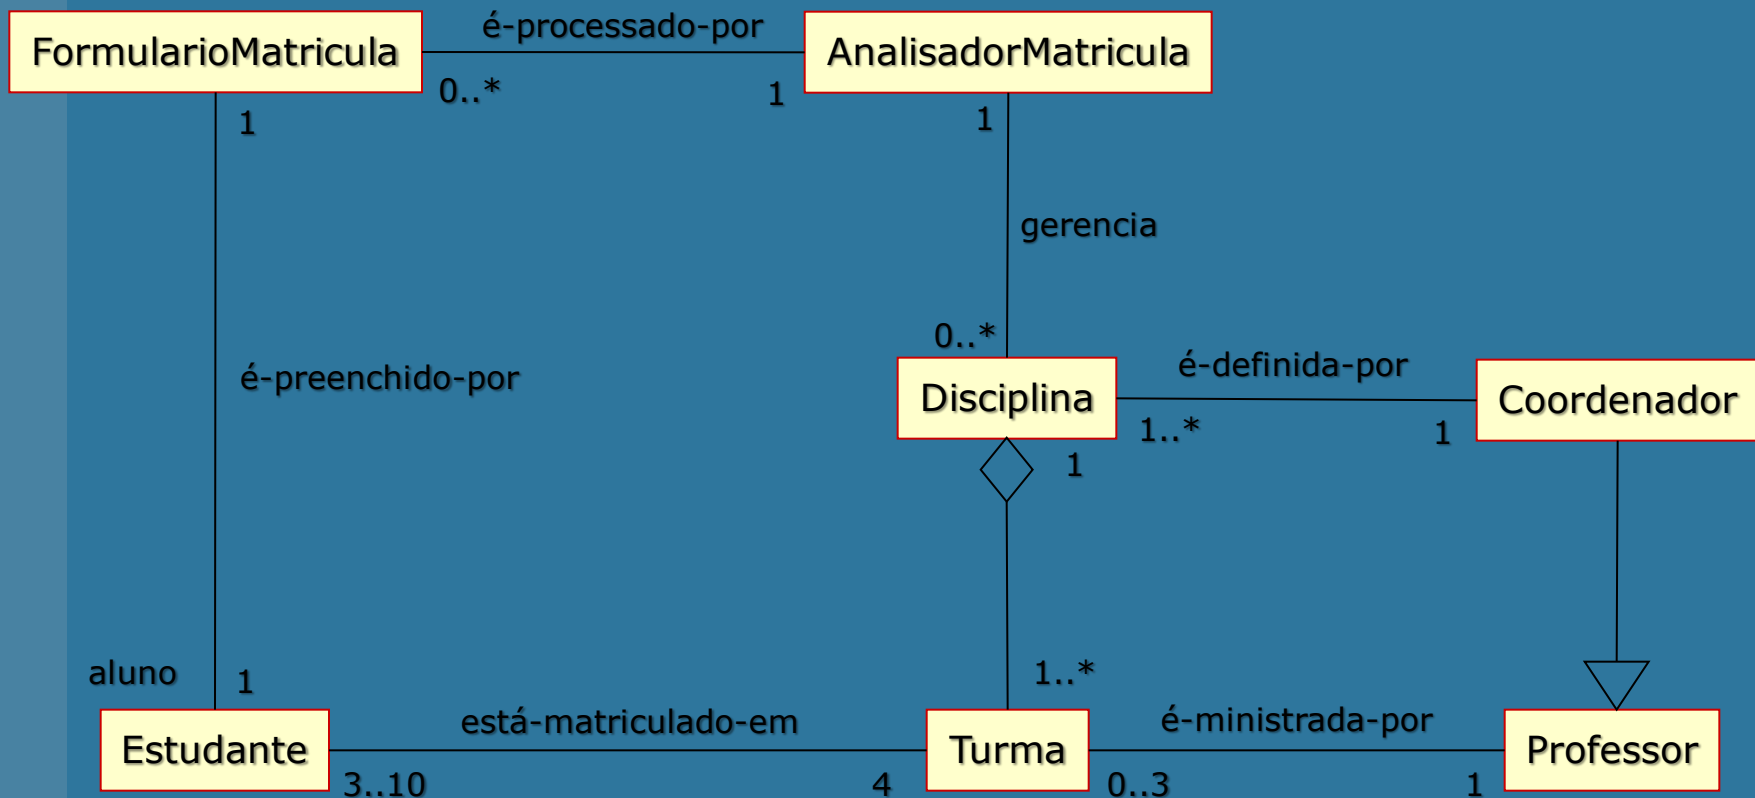 é-processado-por
FormularioMatricula
AnalisadorMatricula
0..*
1
1
1
gerencia
0..*
é-definida-por
é-preenchido-por
Disciplina
Coordenador
1..*
1
1
aluno
1
1..*
está-matriculado-em
é-ministrada-por
Estudante
Turma
Professor
3..10
4
0..3
1